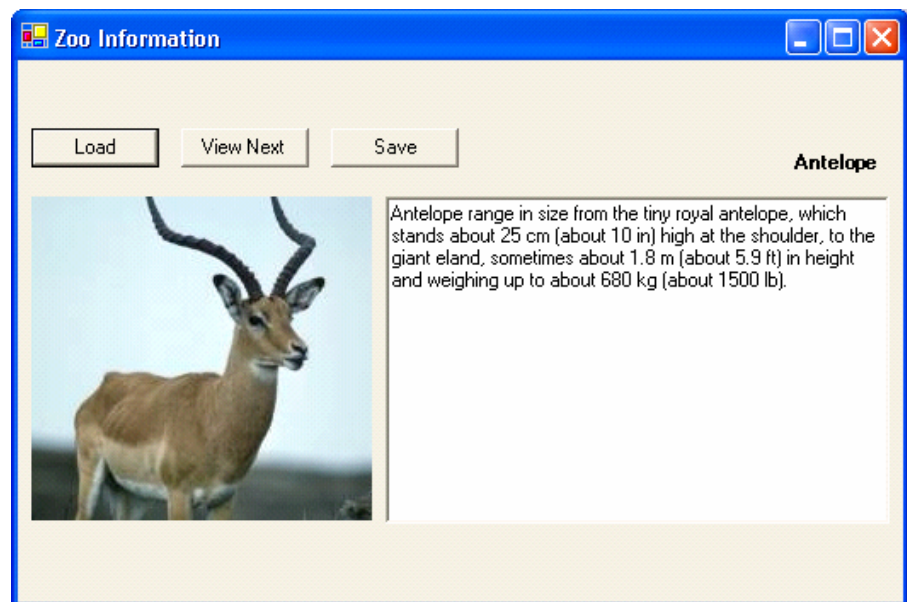 Zoo Information
Load
View Next
Save
Antelope
Antelope range in size from the tiny royal antelope, which
stands about 25 cm (about 10 in) high at the shoulder, to the
giant eland, sometimes about 1.8 m (about 5.9 ft) in height
and weighing up to about 680 kg (about 1500 lb).